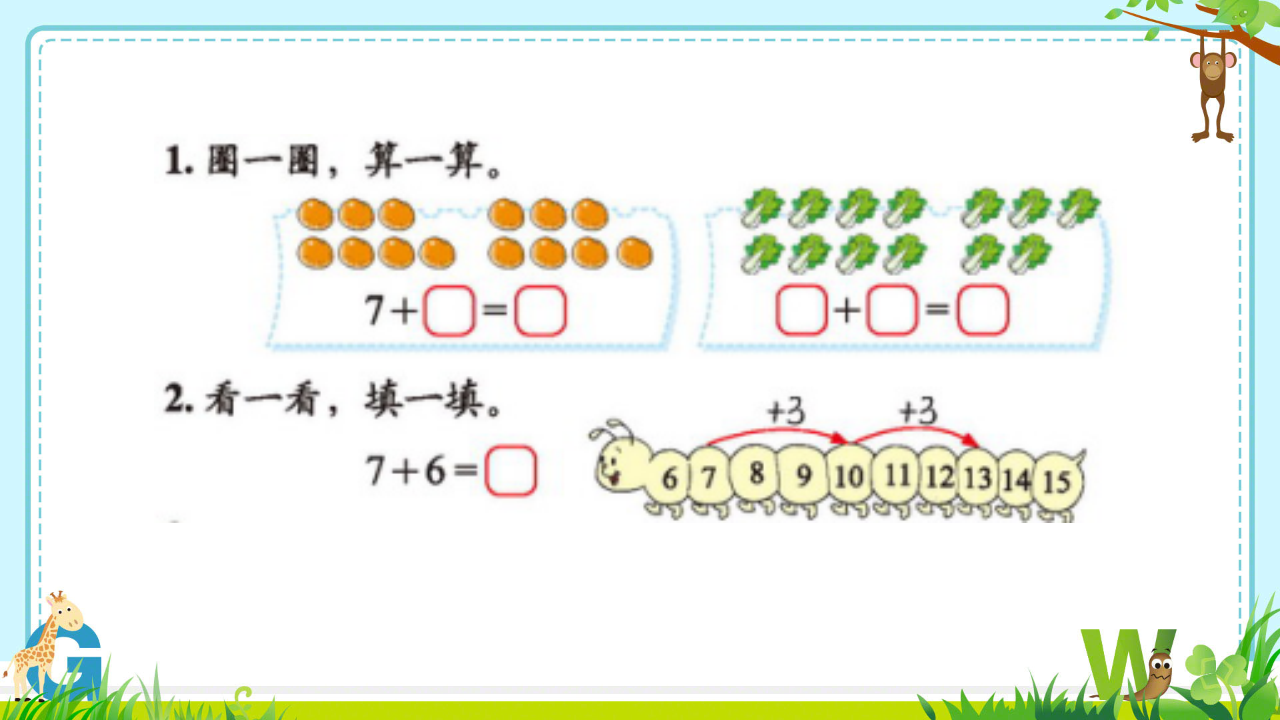 1. 圈一圈，算一算。
7+□=□ □+□=□
2. 看一看，填一填。
+3 +3
7+6=□ 6 7 8 9 10 11 12 13 14 15
G W